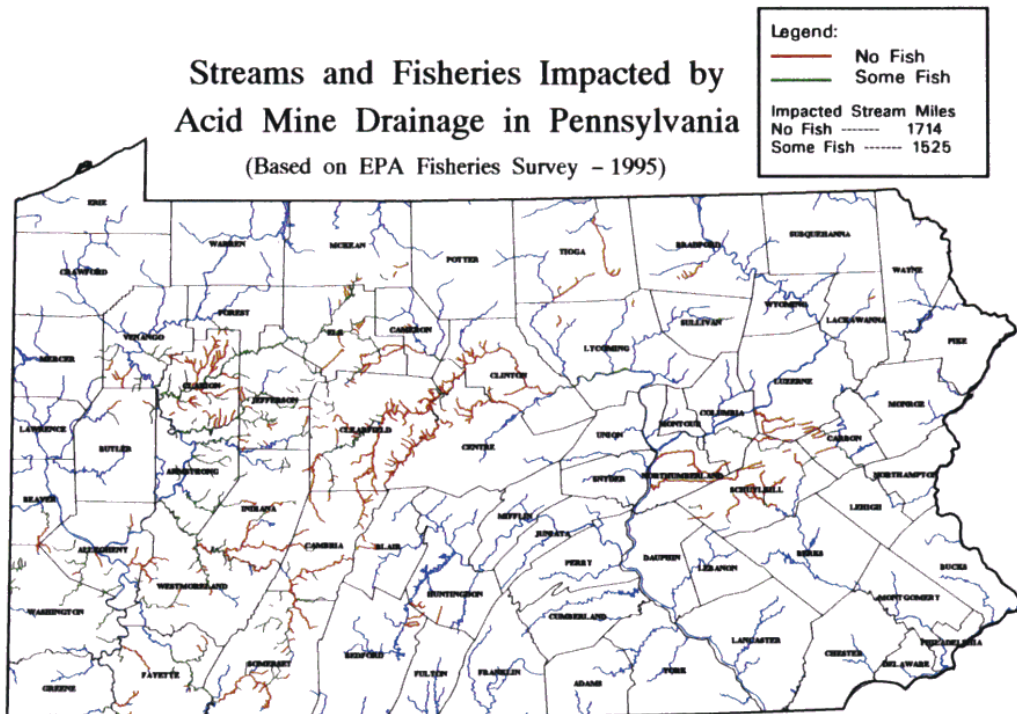 Streams and Fisheries Impacted by
Acid Mine Drainage in Pennsylvania
(Based on EPA Fisheries Survey - 1995)
Legend:
No Fish
Some Fish
Impacted Stream Miles
No Fish ------- 1714
Some Fish ------- 1525
ERIE
CRAWFORD
WARREN
MCKEAN
POTTER
TIOGA
BRADFORD
SUSQUEHANNA
WAYNE
FOREST
ELK
CAMERON
SULLIVAN
WYOMING
LACKAWANNA
PIKE
MERCER
VENANGO
CLARION
JEFFERSON
CLEARFIELD
CLINTON
LYCOMING
LUZERNE
MONROE
LAWRENCE
BUTLER
ARMSTRONG
CENTRE
UNION
MONTOUR
COLUMBIA
CARBON
BEAVER
INDIANA
SNYDER
NORTHUMBERLAND
SCHUYLKILL
NORTHAMPTON
LEHIGH
ALLEGHENY
CAMBRIA
BLAIR
MIFFLIN
JUNIATA
PERRY
DAUPHIN
LEBANON
BERKS
BUCKS
WASHINGTON
WESTMORELAND
HUNTINGDON
CUMBERLAND
MONTGOMERY
PHILADELPHIA
GREENE
FAYETTE
SOMERSET
BEDFORD
FULTON
FRANKLIN
ADAMS
YORK
LANCASTER
CHESTER
DELAWARE